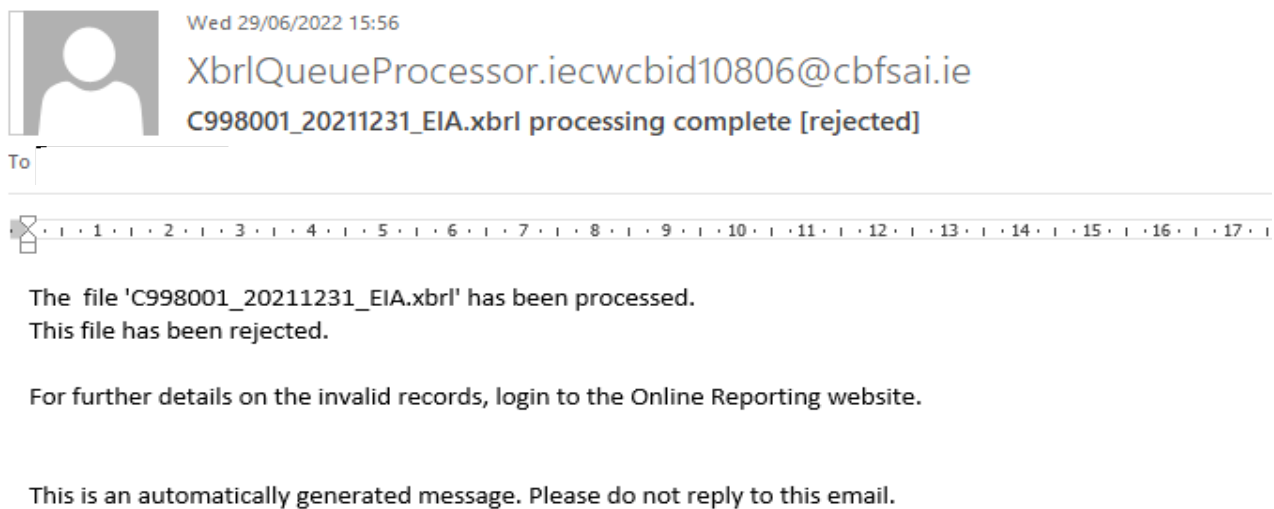 Wed 29/06/2022 15:56
XbrlQueueProcessor.iecwcbid10806@cbfsai.ie
C998001_20211231_EIA.xbrl processing complete [rejected]
To
1 2 3 4 5 6 7 8 9 10 11 12 13 14 15 16 17
The  file 'C998001_20211231_EIA.xbrl' has been processed.
This file has been rejected.
For further details on the invalid records, login to the Online Reporting website.
This is an automatically generated message. Please do not reply to this email.